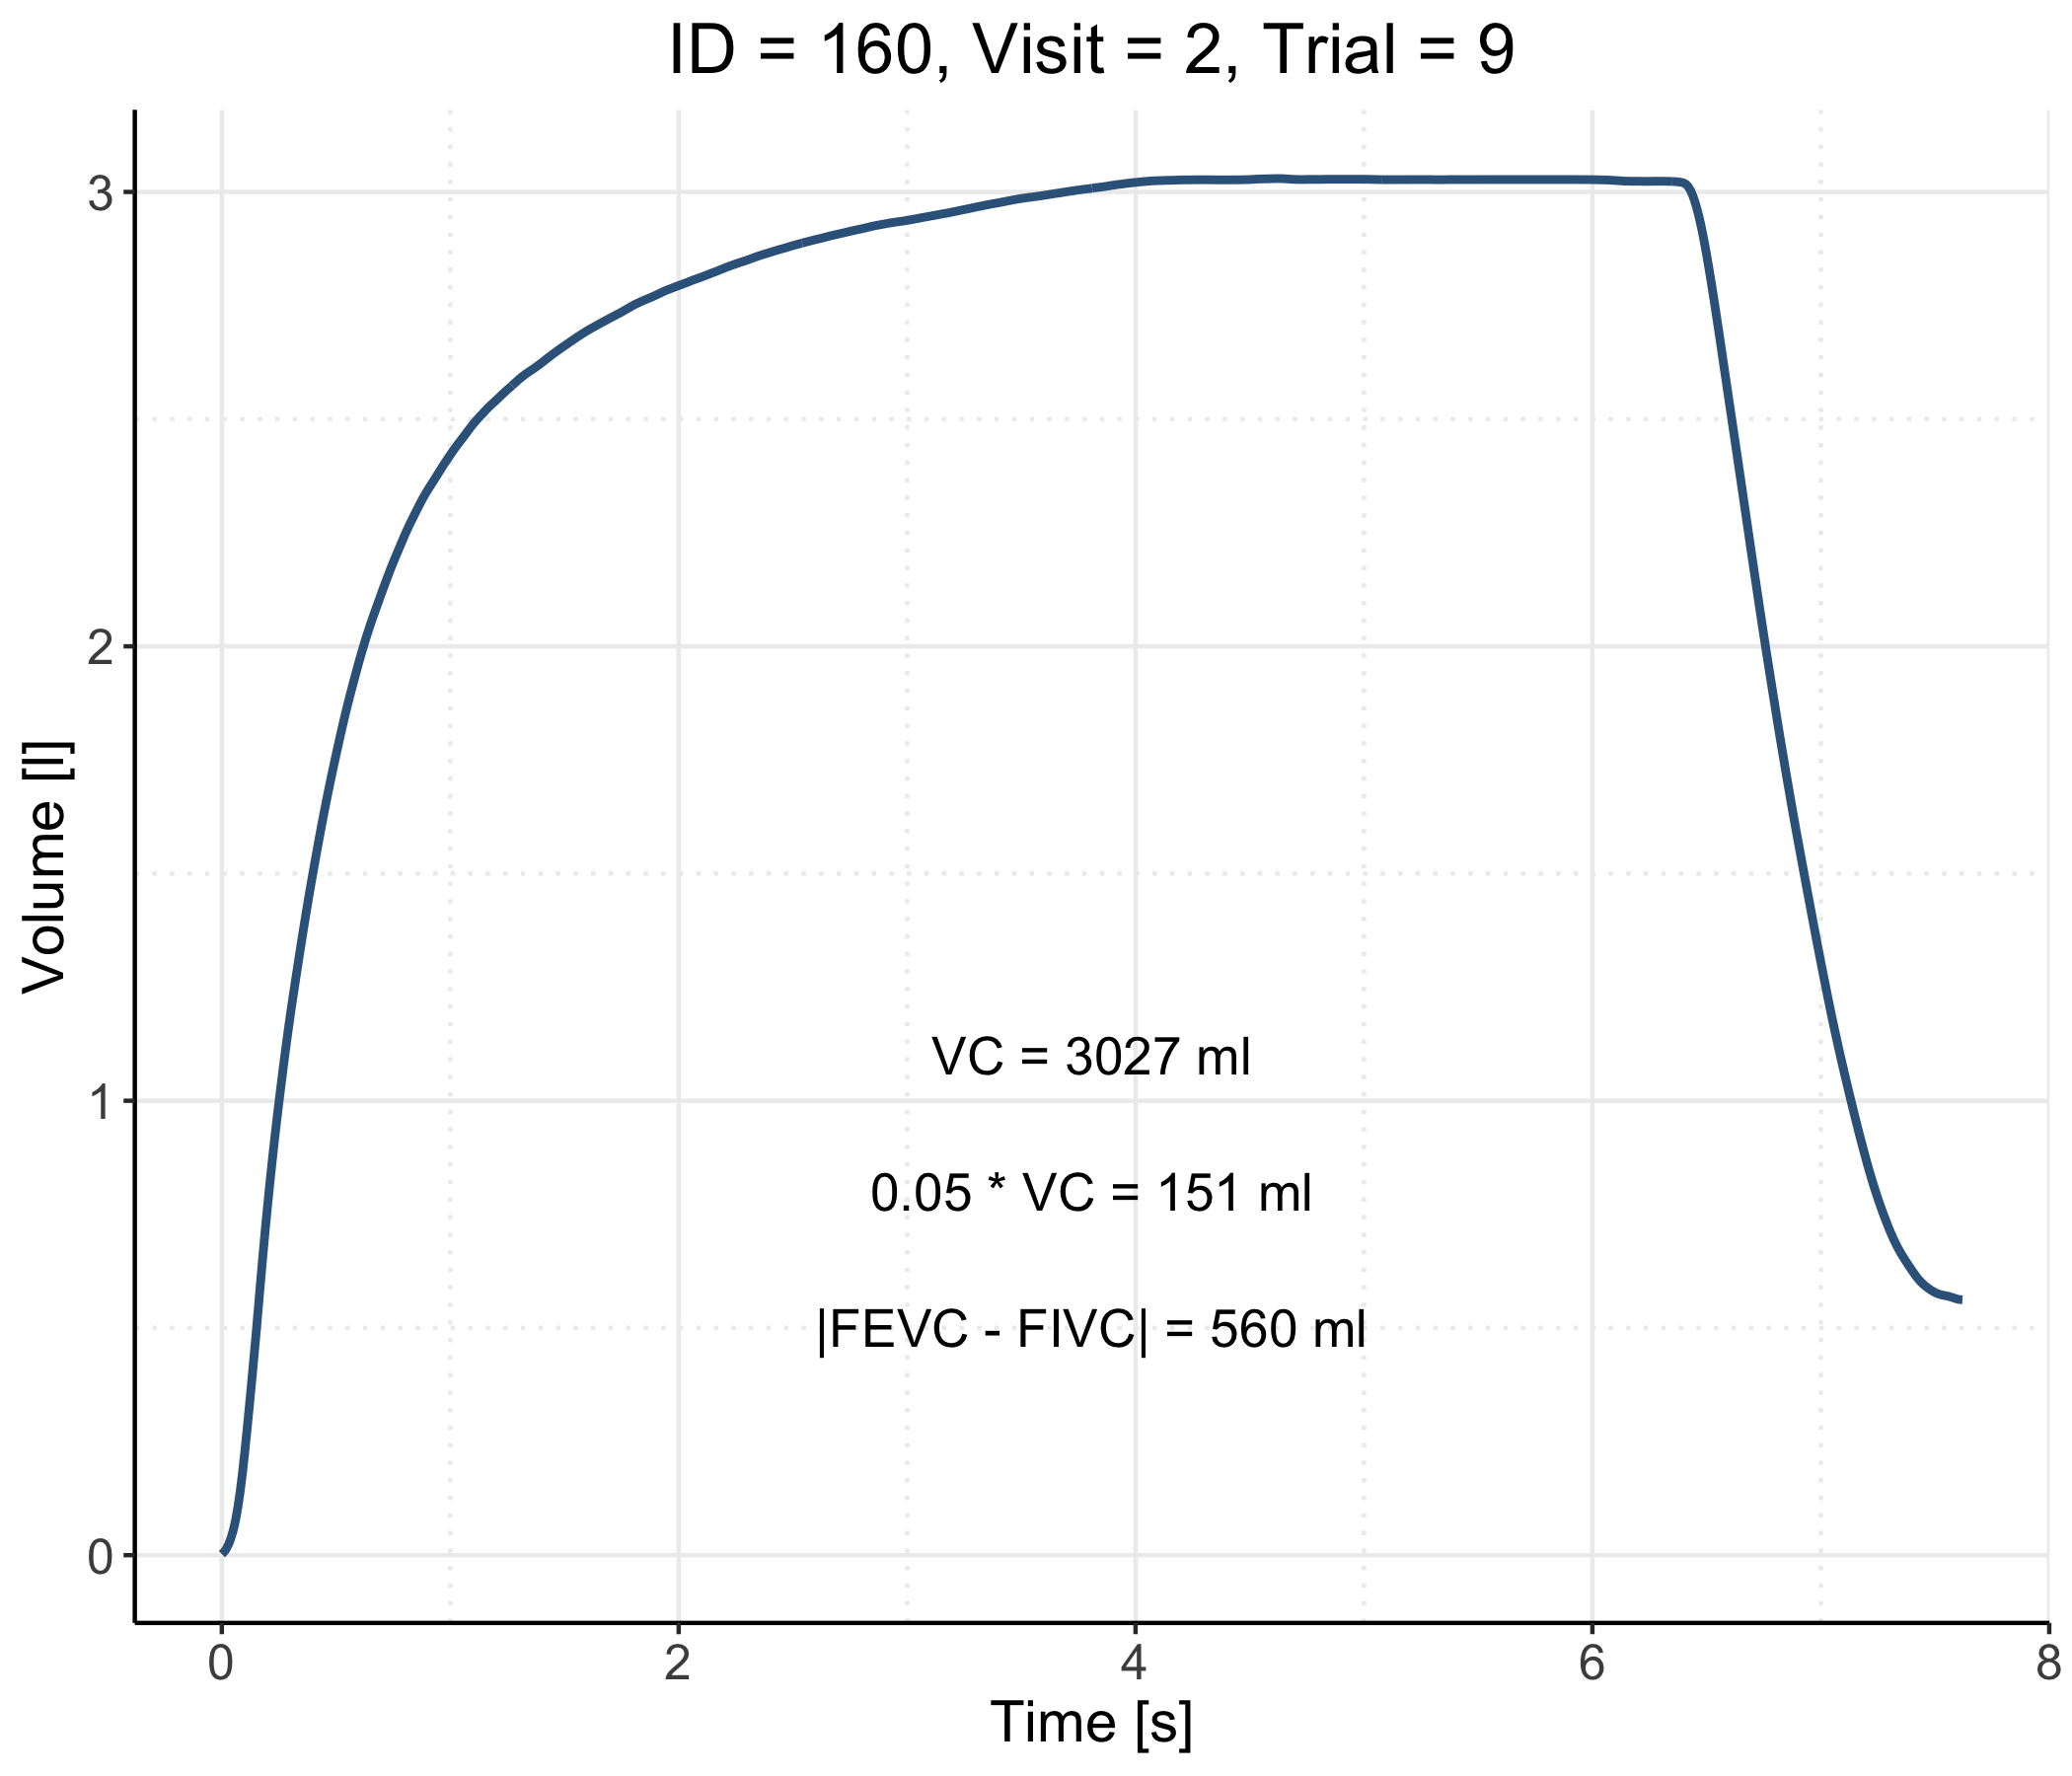 ID = 160, Visit = 2, Trial = 9
3
2
1
0
Volume [l]
VC = 3027 ml
0.05 * VC = 151 ml
|FEVC - FIVC| = 560 ml
0 2 4 6 8
Time [s]